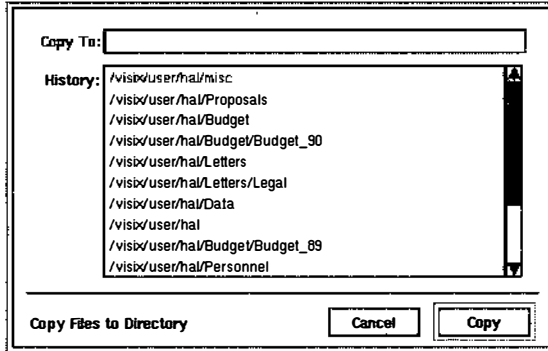 Copy To:
History:
/visix/user/hal/misc
/visix/user/hal/Proposals
/visix/user/hal/Budget
/visix/user/hal/Budget/Budget_90
/visix/user/hal/Letters
/visix/user/hal/Letters/Legal
/visix/user/hal/Data
/visix/user/hal
/visix/user/hal/Budget/Budget_89
/visix/user/hal/Personnel
Copy Files to Directory
Cancel
Copy